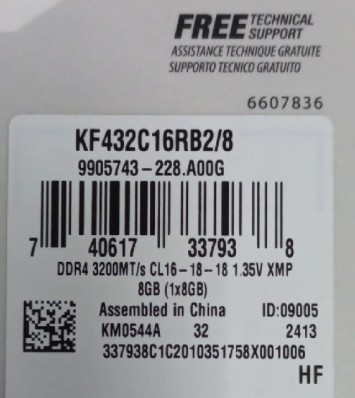 FREE TECHNICAL SUPPORT
ASSISTANCE TECHNIQUE GRATUITE
SUPPORTO TECNICO GRATUITO
6607836
KF432C16RB2/8
9905743-228.A00G
7 40617 33793 8
DDR4 3200MT/s CL16-18-18 1.35V XMP
8GB (1x8GB)
Assembled in China ID:09005
KM0544A 32 2413
337938C1C2010351758X001006
HF